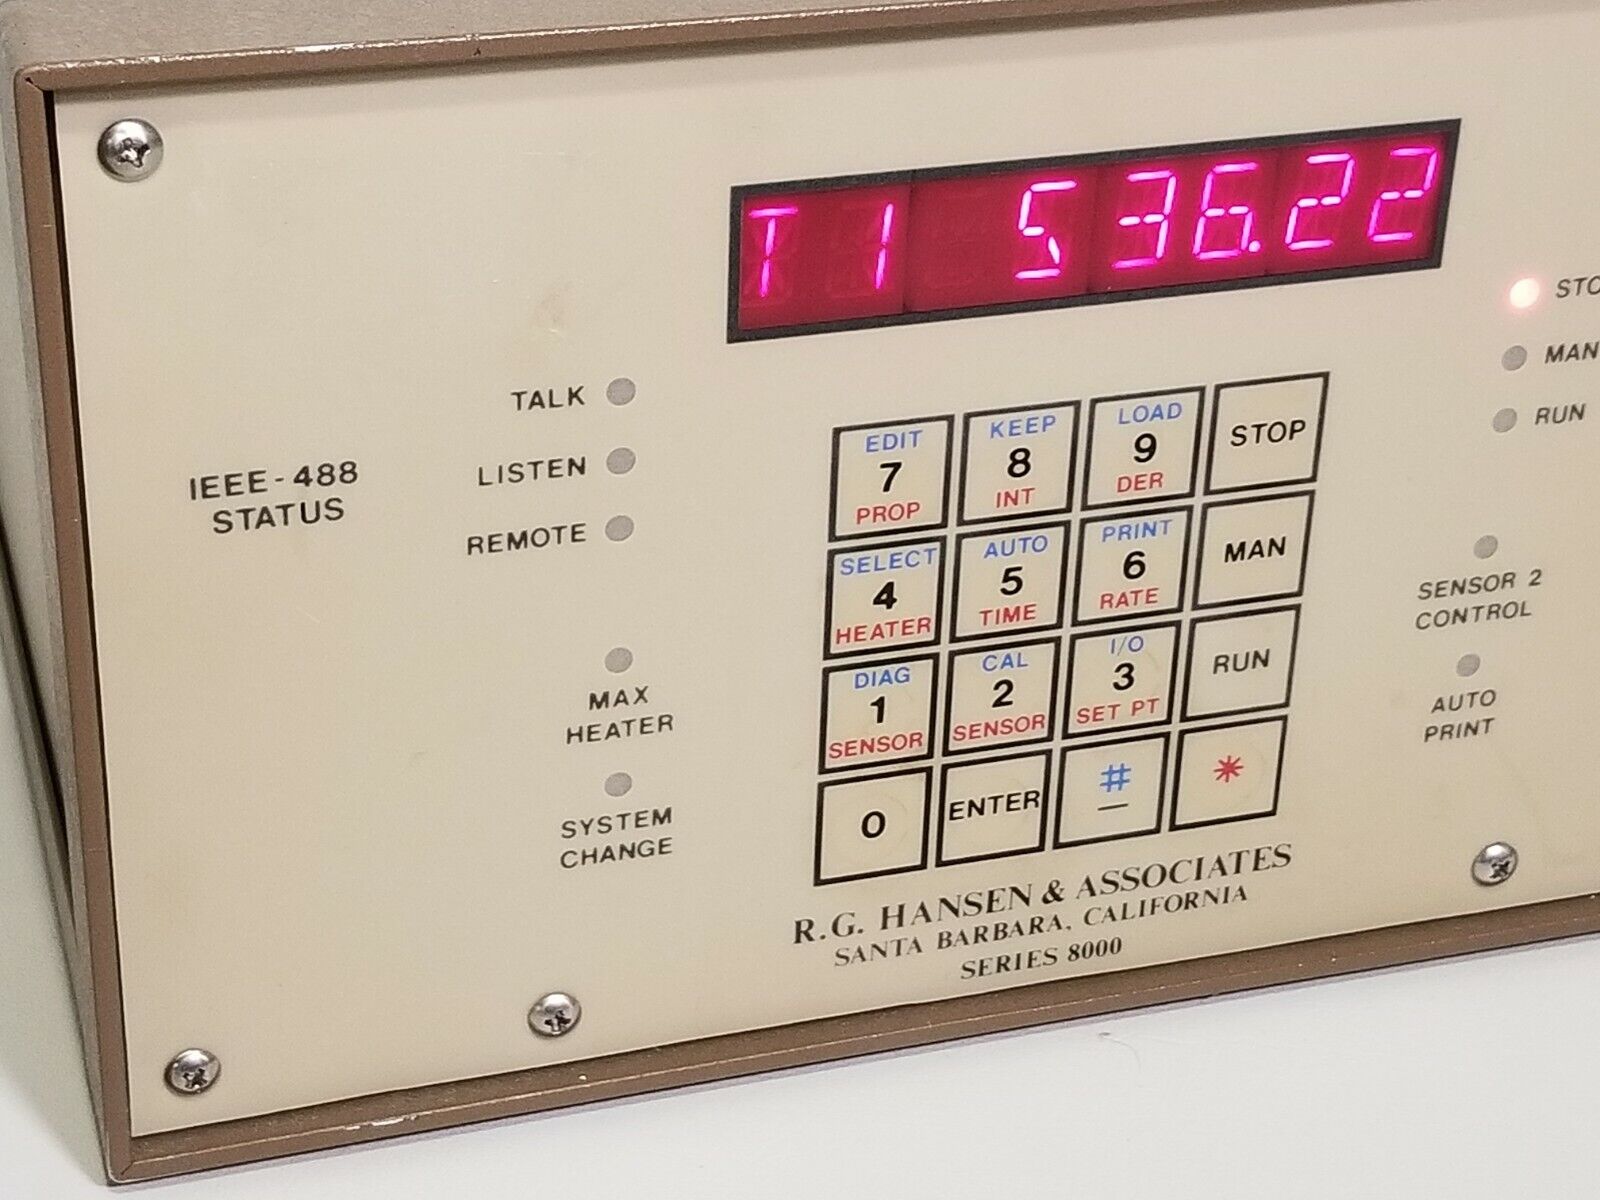 T1 536.22
STO
MAN
RUN
TALK
LISTEN
REMOTE
IEEE-488
STATUS
MAX
HEATER
SYSTEM
CHANGE
EDIT
7
PROP
KEEP
8
INT
LOAD
9
DER
STOP
SELECT
4
HEATER
AUTO
5
TIME
PRINT
6
RATE
MAN
DIAG
1
SENSOR
CAL
2
SENSOR
I/O
3
SET PT
RUN
0
ENTER
#
—
*
SENSOR 2
CONTROL
AUTO
PRINT
R.G. HANSEN & ASSOCIATES
SANTA BARBARA, CALIFORNIA
SERIES 8000